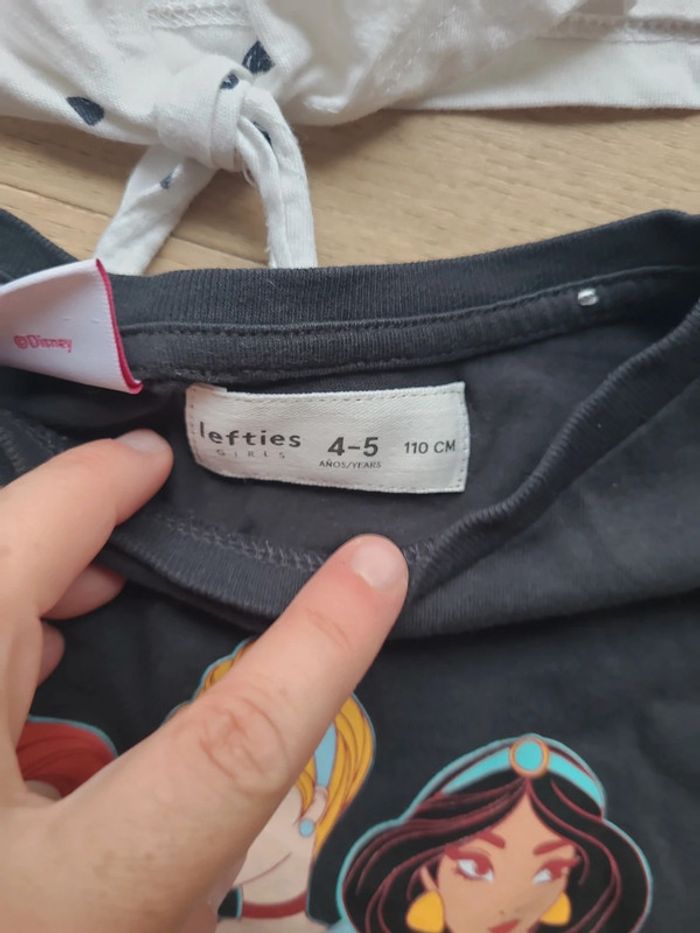 ©Disney
lefties
GIRLS
4-5
AÑOS/YEARS
110 CM